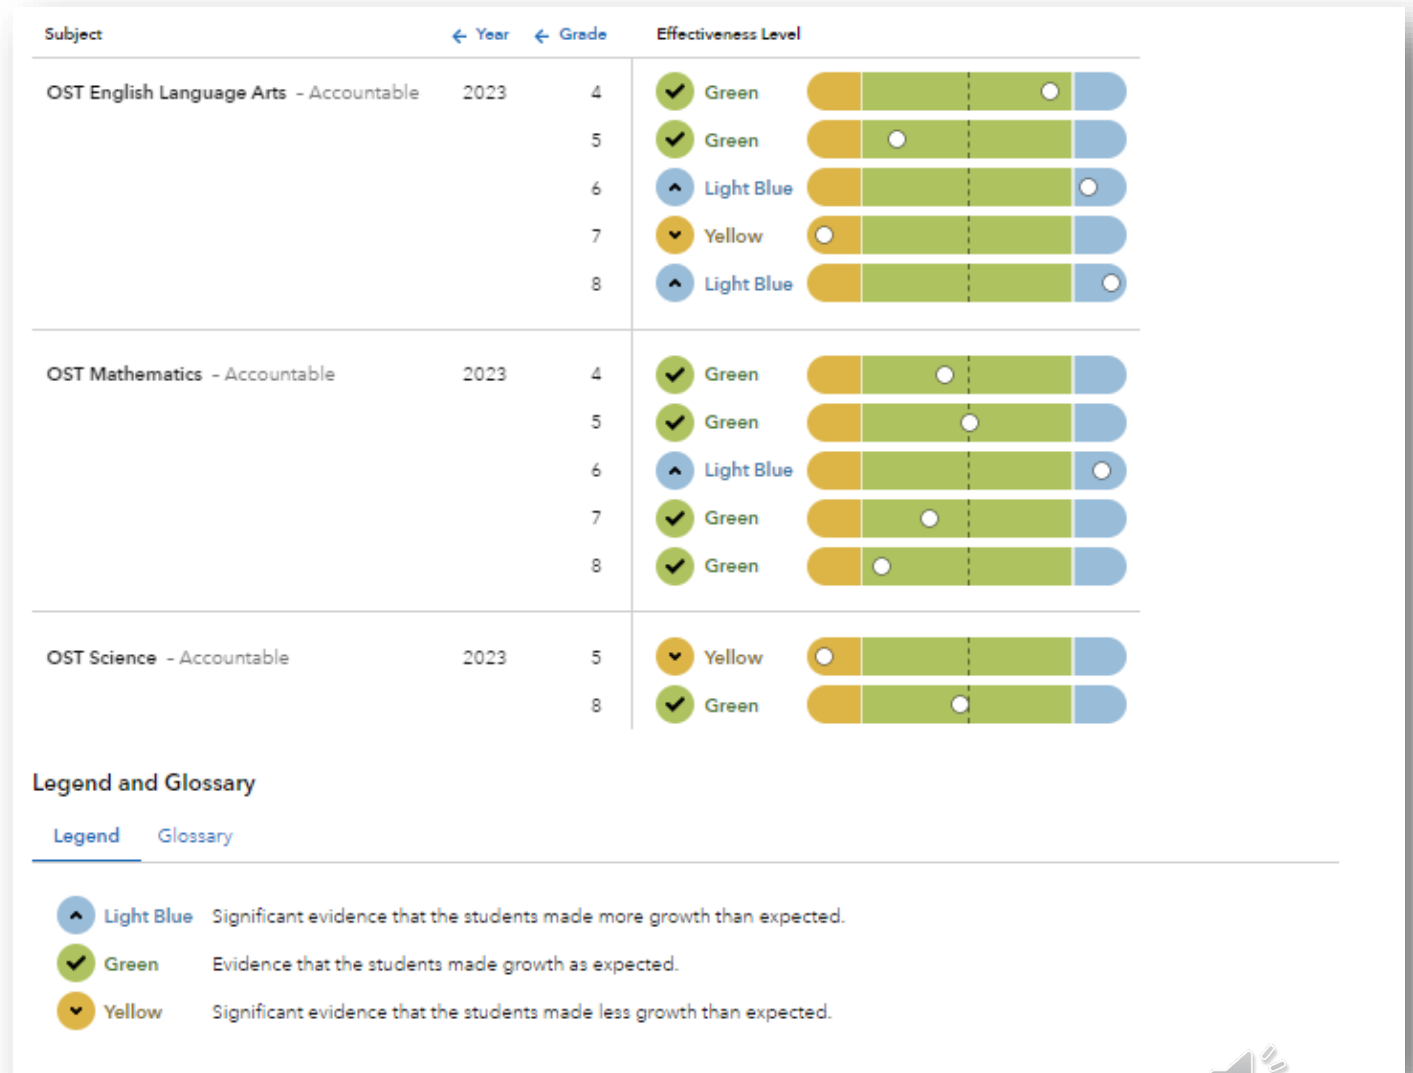 Subject ← Year ← Grade Effectiveness Level
OST English Language Arts – Accountable 2023 4 Green
5 Green
6 Light Blue
7 Yellow
8 Light Blue
OST Mathematics – Accountable 2023 4 Green
5 Green
6 Light Blue
7 Green
8 Green
OST Science – Accountable 2023 5 Yellow
8 Green
Legend and Glossary
Legend Glossary
Light Blue Significant evidence that the students made more growth than expected.
Green Evidence that the students made growth as expected.
Yellow Significant evidence that the students made less growth than expected.